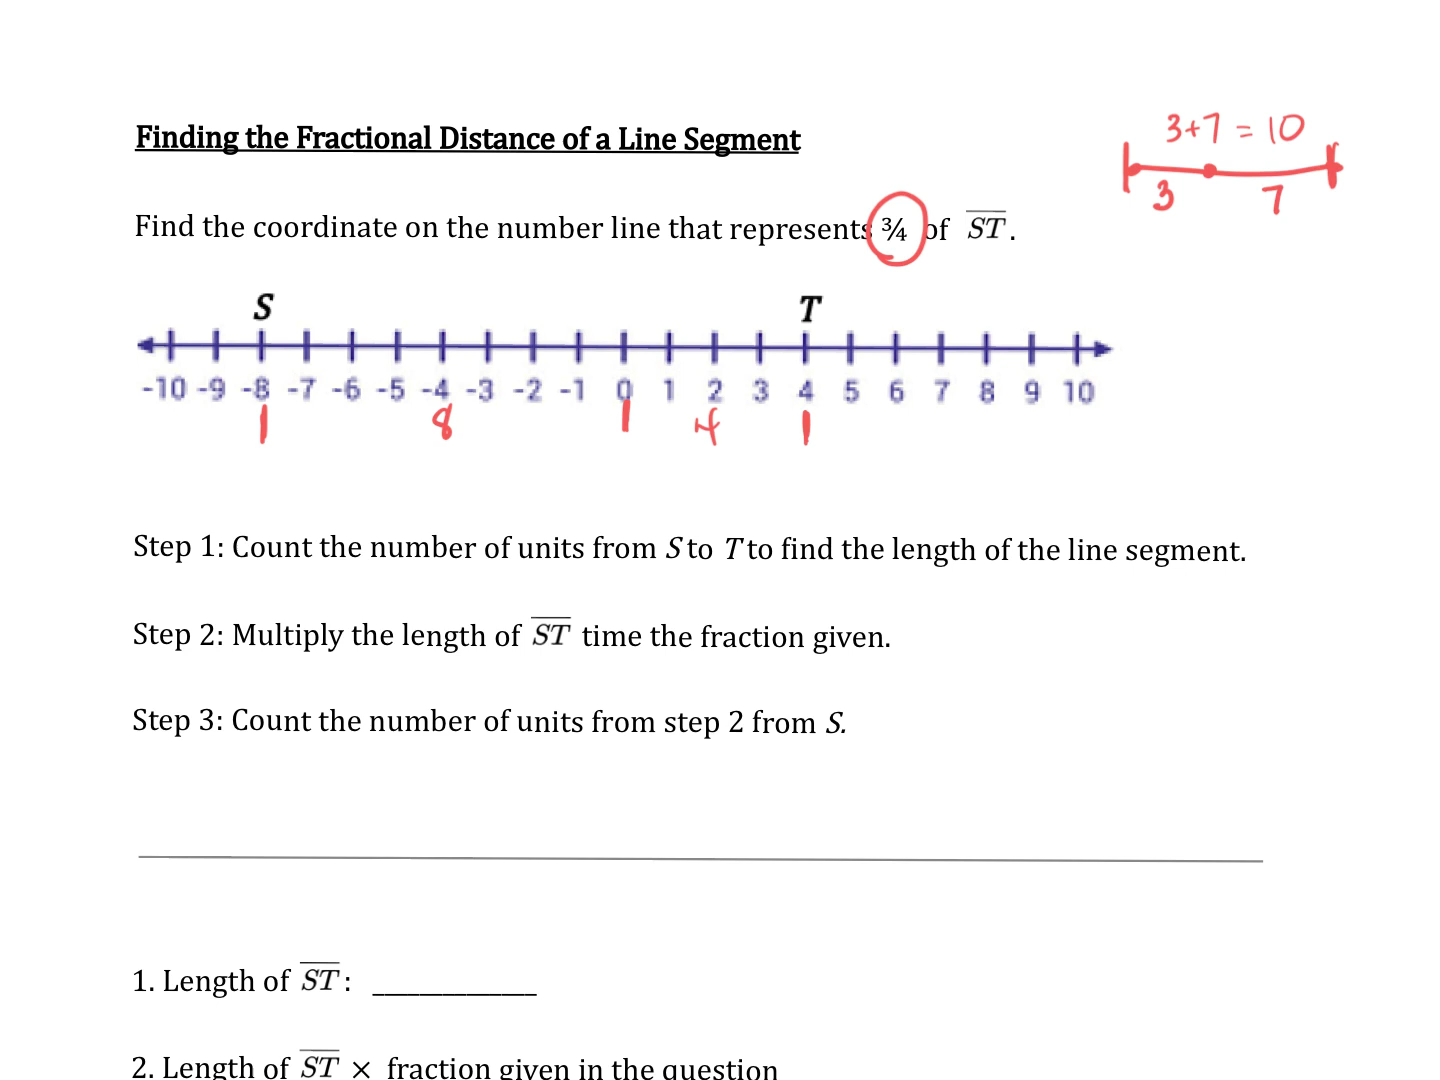 Finding the Fractional Distance of a Line Segment
3+7 = 10
3 7
Find the coordinate on the number line that represents ¾ of ST.
S T
-10 -9 -8 -7 -6 -5 -4 -3 -2 -1 0 1 2 3 4 5 6 7 8 9 10
8 4
Step 1: Count the number of units from S to T to find the length of the line segment.
Step 2: Multiply the length of ST time the fraction given.
Step 3: Count the number of units from step 2 from S.
1. Length of ST: ___________
2. Length of ST × fraction given in the question